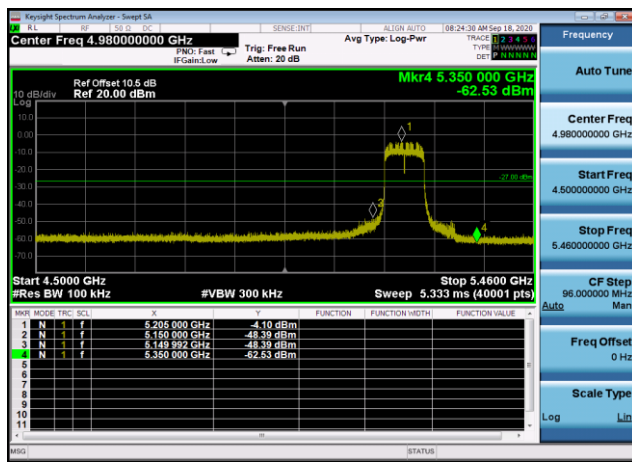 Keysight Spectrum Analyzer - Swept SA
RL RF 50 Ω DC SENSE:INT ALIGN AUTO 08:24:30 AM Sep 18, 2020
Center Freq 4.980000000 GHz
PNO: Fast
IFGain:Low
Trig: Free Run
Atten: 20 dB
Avg Type: Log-Pwr
TRACE 1 2 3 4 5 6
TYPE M WWWWW
DET P NNNNN
Ref Offset 10.5 dB
Ref 20.00 dBm
10 dB/div
Log
Mkr4 5.350 000 GHz
-62.53 dBm
10.0
0.00
-10.0
-20.0
-30.0
-40.0
-50.0
-60.0
-70.0
1
-27.00 dBm
4
Start 4.5000 GHz
#Res BW 100 kHz
#VBW 300 kHz
Stop 5.4600 GHz
Sweep 5.333 ms (40001 pts)
MKR MODE TRC SCL X Y FUNCTION FUNCTION WIDTH FUNCTION VALUE
1 N 1 f 5.205 000 GHz -4.10 dBm
2 N 1 f 5.150 000 GHz -48.39 dBm
3 N 1 f 5.149 992 GHz -48.39 dBm
4 N 1 f 5.350 000 GHz -62.53 dBm
5
6
7
8
9
10
11
MSG STATUS
Frequency
Auto Tune
Center Freq
4.980000000 GHz
Start Freq
4.500000000 GHz
Stop Freq
5.460000000 GHz
CF Step
96.000000 MHz
Auto Man
Freq Offset
0 Hz
Scale Type
Log Lin